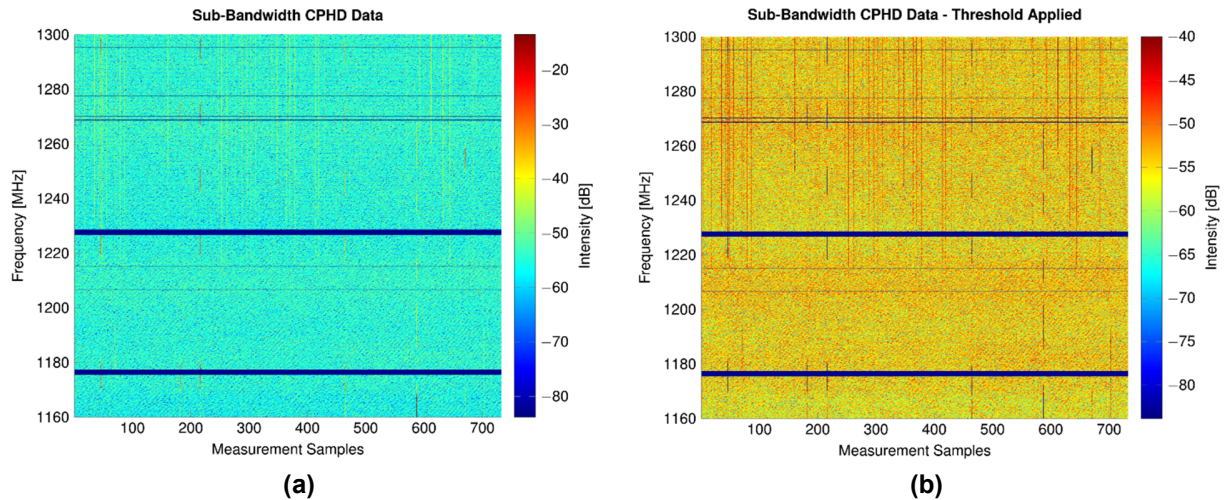 Sub-Bandwidth CPHD Data
1300
1280
1260
1240
1220
1200
1180
1160
Frequency [MHz]
100 200 300 400 500 600 700
Measurement Samples
−20
−30
−40
−50
−60
−70
−80
Intensity [dB]
(a)
Sub-Bandwidth CPHD Data - Threshold Applied
1300
1280
1260
1240
1220
1200
1180
1160
Frequency [MHz]
100 200 300 400 500 600 700
Measurement Samples
−40
−45
−50
−55
−60
−65
−70
−75
−80
Intensity [dB]
(b)